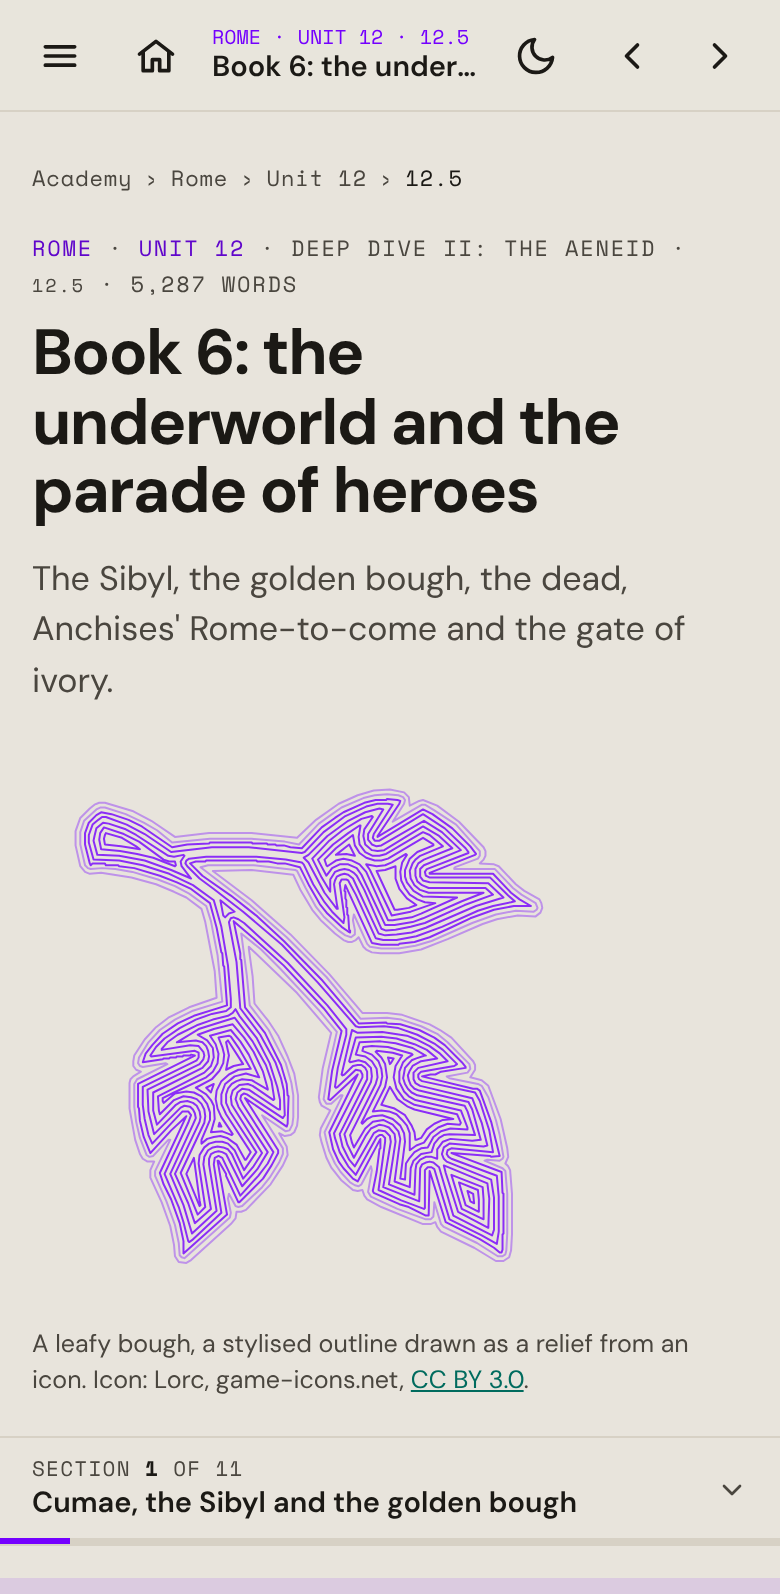 ROME · UNIT 12 · 12.5
Book 6: the under...
Academy › Rome › Unit 12 › 12.5
ROME · UNIT 12 · DEEP DIVE II: THE AENEID ·
12.5 · 5,287 WORDS
Book 6: the
underworld and the
parade of heroes
The Sibyl, the golden bough, the dead,
Anchises' Rome-to-come and the gate of
ivory.
A leafy bough, a stylised outline drawn as a relief from an
icon. Icon: Lorc, game-icons.net, CC BY 3.0.
SECTION 1 OF 11
Cumae, the Sibyl and the golden bough